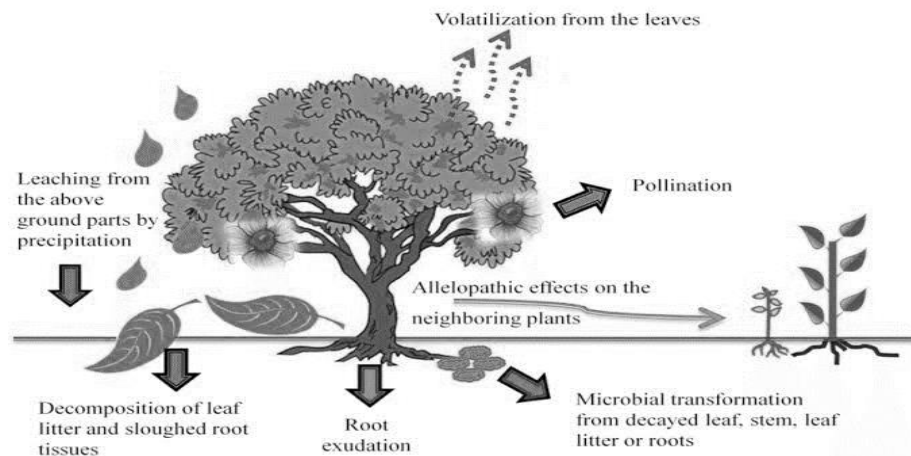 Volatilization from the leaves
Leaching from
the above
ground parts by
precipitation
Pollination
Allelopathic effects on the
neighboring plants
Decomposition of leaf
litter and sloughed root
tissues
Root
exudation
Microbial transformation
from decayed leaf, stem, leaf
litter or roots